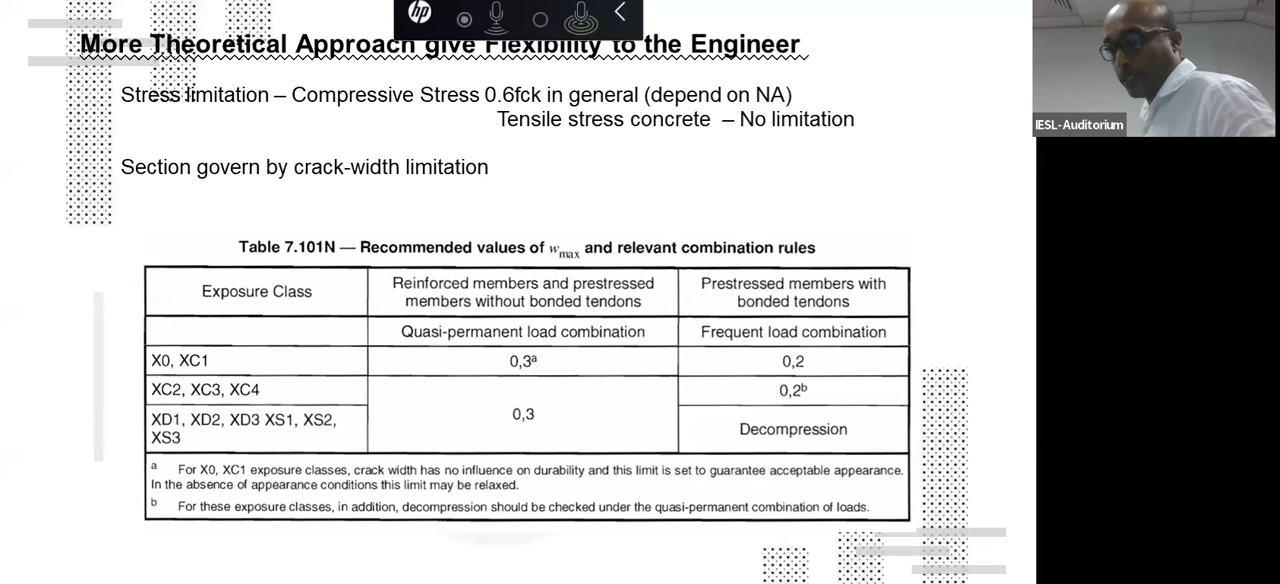 hp
More Theoretical Approach give Flexibility to the Engineer
Stress limitation – Compressive Stress 0.6fck in general (depend on NA)
Tensile stress concrete – No limitation
IESL-Auditorium
Section govern by crack-width limitation
Table 7.101N — Recommended values of wmax and relevant combination rules
Exposure Class
Reinforced members and prestressed
members without bonded tendons
Prestressed members with
bonded tendons
Quasi-permanent load combination
Frequent load combination
X0, XC1
0,3ª
0,2
XC2, XC3, XC4
0,3
0,2ᵇ
XD1, XD2, XD3 XS1, XS2,
XS3
Decompression
a For X0, XC1 exposure classes, crack width has no influence on durability and this limit is set to guarantee acceptable appearance.
In the absence of appearance conditions this limit may be relaxed.
b For these exposure classes, in addition, decompression should be checked under the quasi-permanent combination of loads.